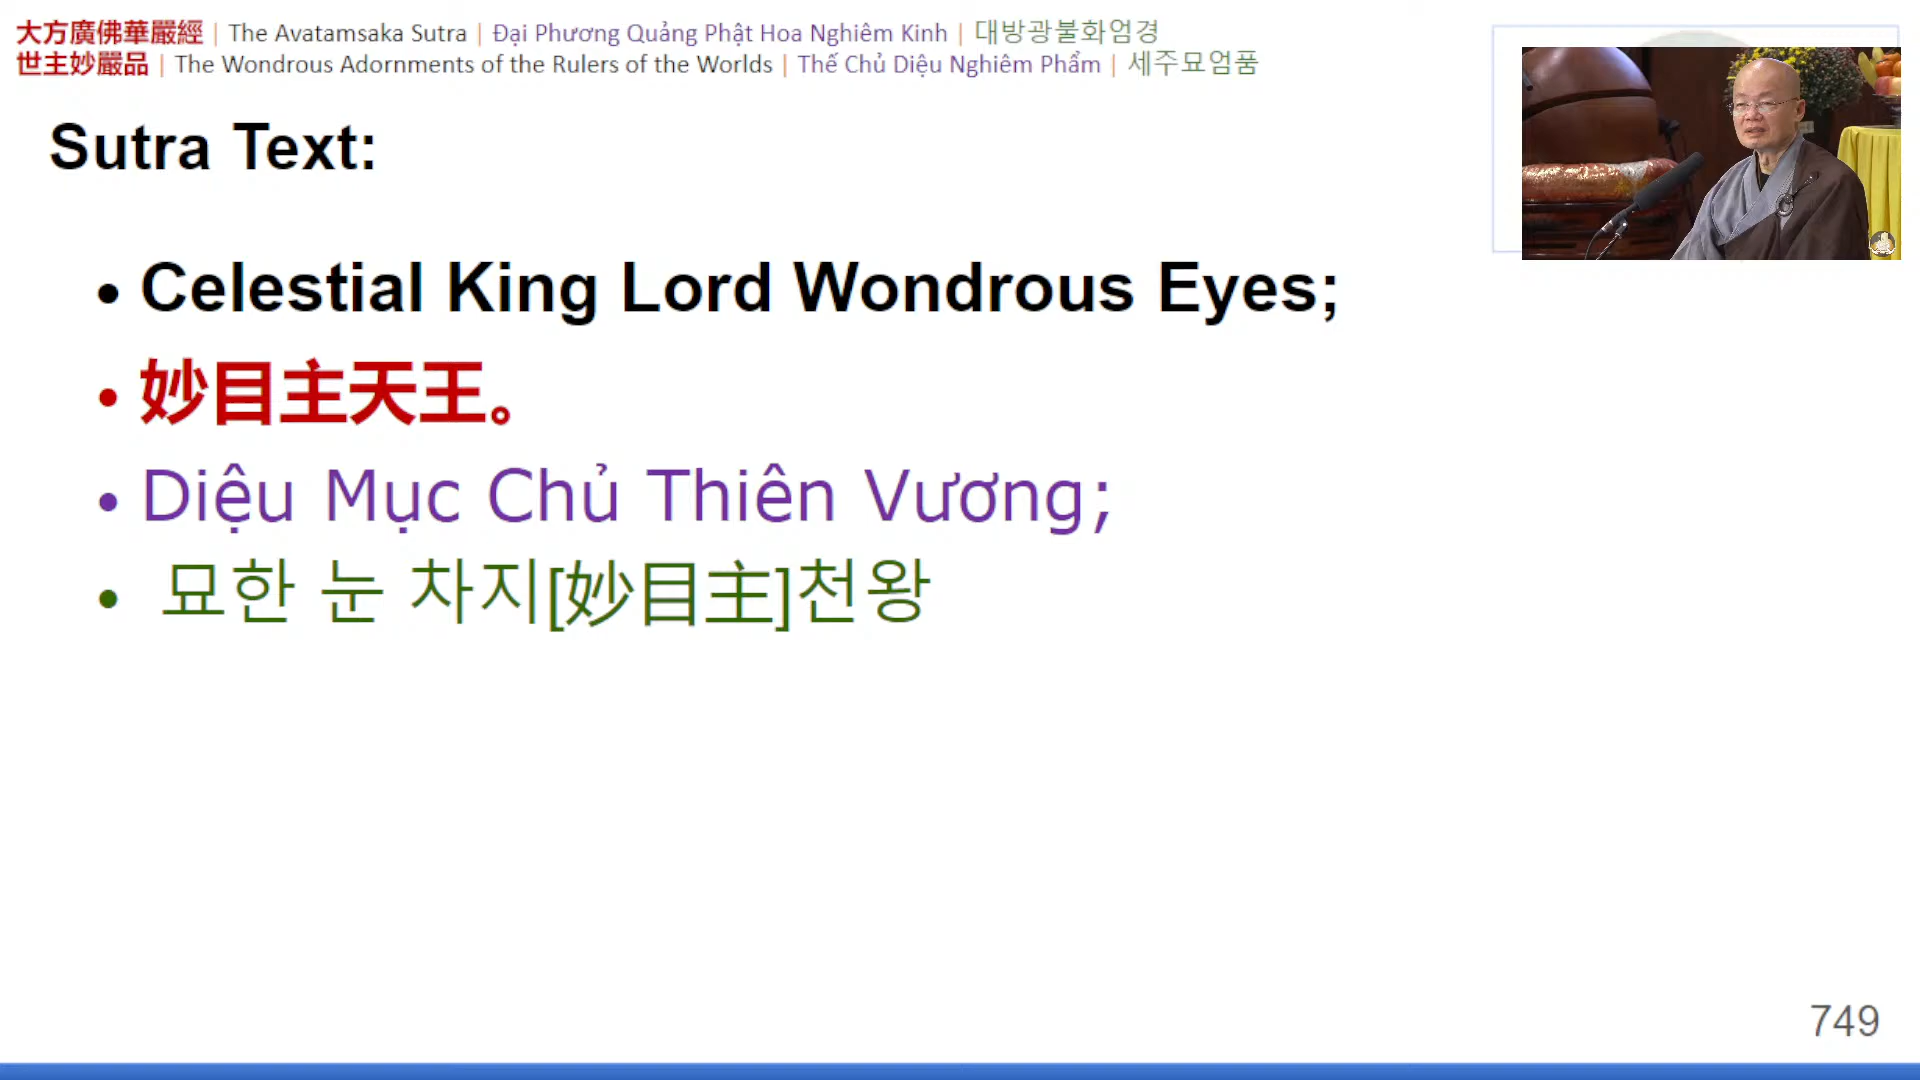 大方廣佛華嚴經 | The Avatamsaka Sutra | Đại Phương Quảng Phật Hoa Nghiêm Kinh | 대방광불화엄경
世主妙嚴品 | The Wondrous Adornments of the Rulers of the Worlds | Thế Chủ Diệu Nghiêm Phẩm | 세주묘엄품
Sutra Text:
• Celestial King Lord Wondrous Eyes;
• 妙目主天王。
• Diệu Mục Chủ Thiên Vương;
• 묘한 눈 차지[妙目主]천왕
749